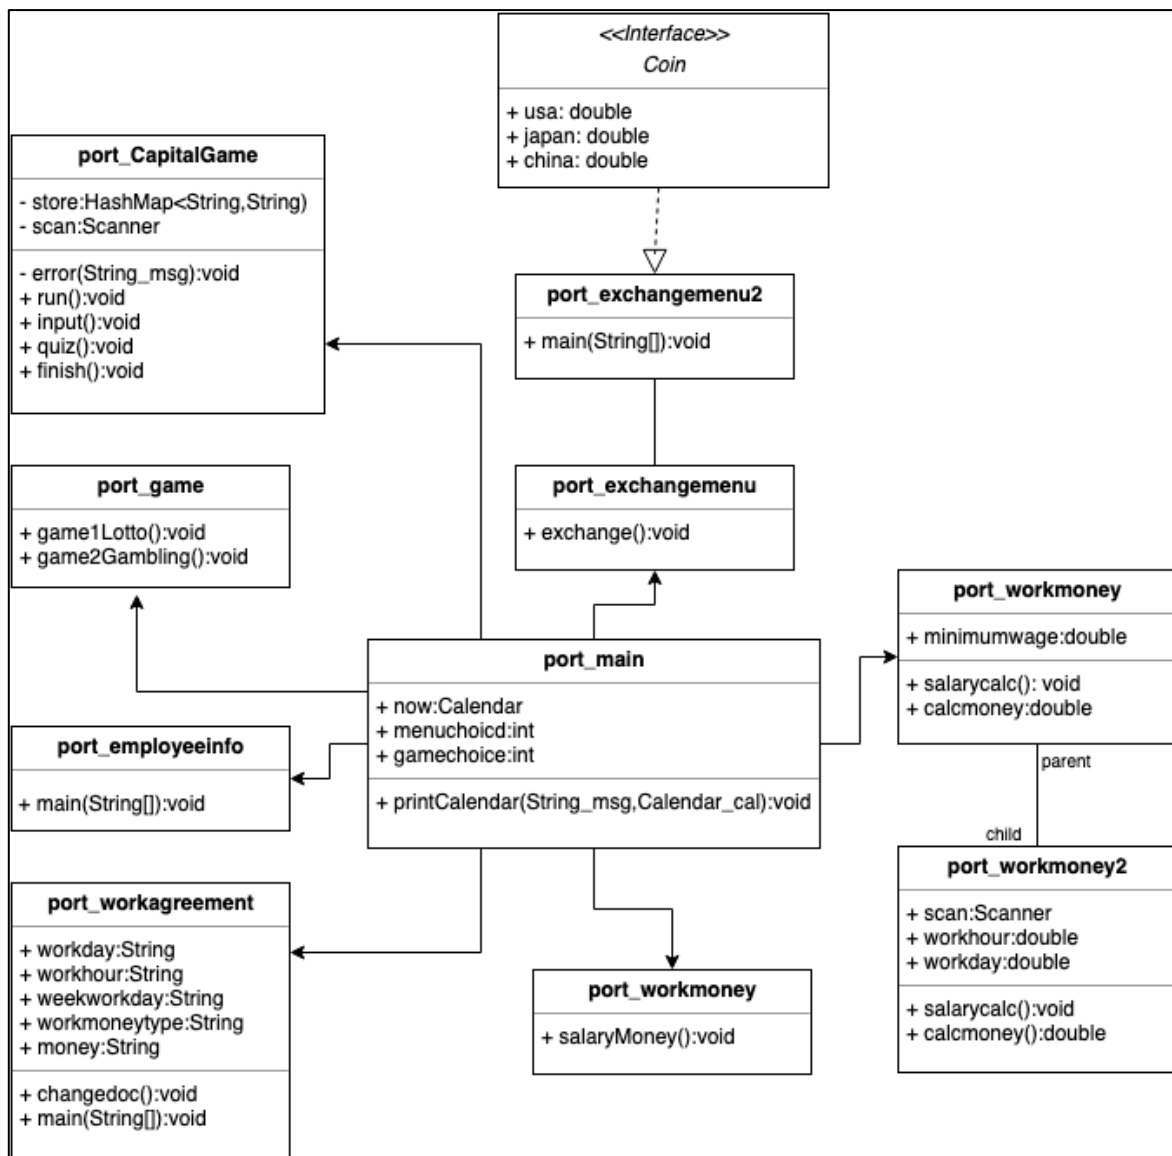 <<Interface>>
Coin
+ usa: double
+ japan: double
+ china: double
port_CapitalGame
- store:HashMap<String,String)
- scan:Scanner
- error(String_msg):void
+ run():void
+ input():void
+ quiz():void
+ finish():void
port_exchangemenu2
+ main(String[]):void
port_game
+ game1Lotto():void
+ game2Gambling():void
port_exchangemenu
+ exchange():void
port_workmoney
+ minimumwage:double
+ salarycalc(): void
+ calcmoney:double
port_main
+ now:Calendar
+ menuchoicd:int
+ gamechoice:int
+ printCalendar(String_msg,Calendar_cal):void
port_employeeinfo
+ main(String[]):void
parent
child
port_workmoney2
+ scan:Scanner
+ workhour:double
+ workday:double
+ salarycalc():void
+ calcmoney():double
port_workagreement
+ workday:String
+ workhour:String
+ weekworkday:String
+ workmoneytype:String
+ money:String
+ changedoc():void
+ main(String[]):void
port_workmoney
+ salaryMoney():void